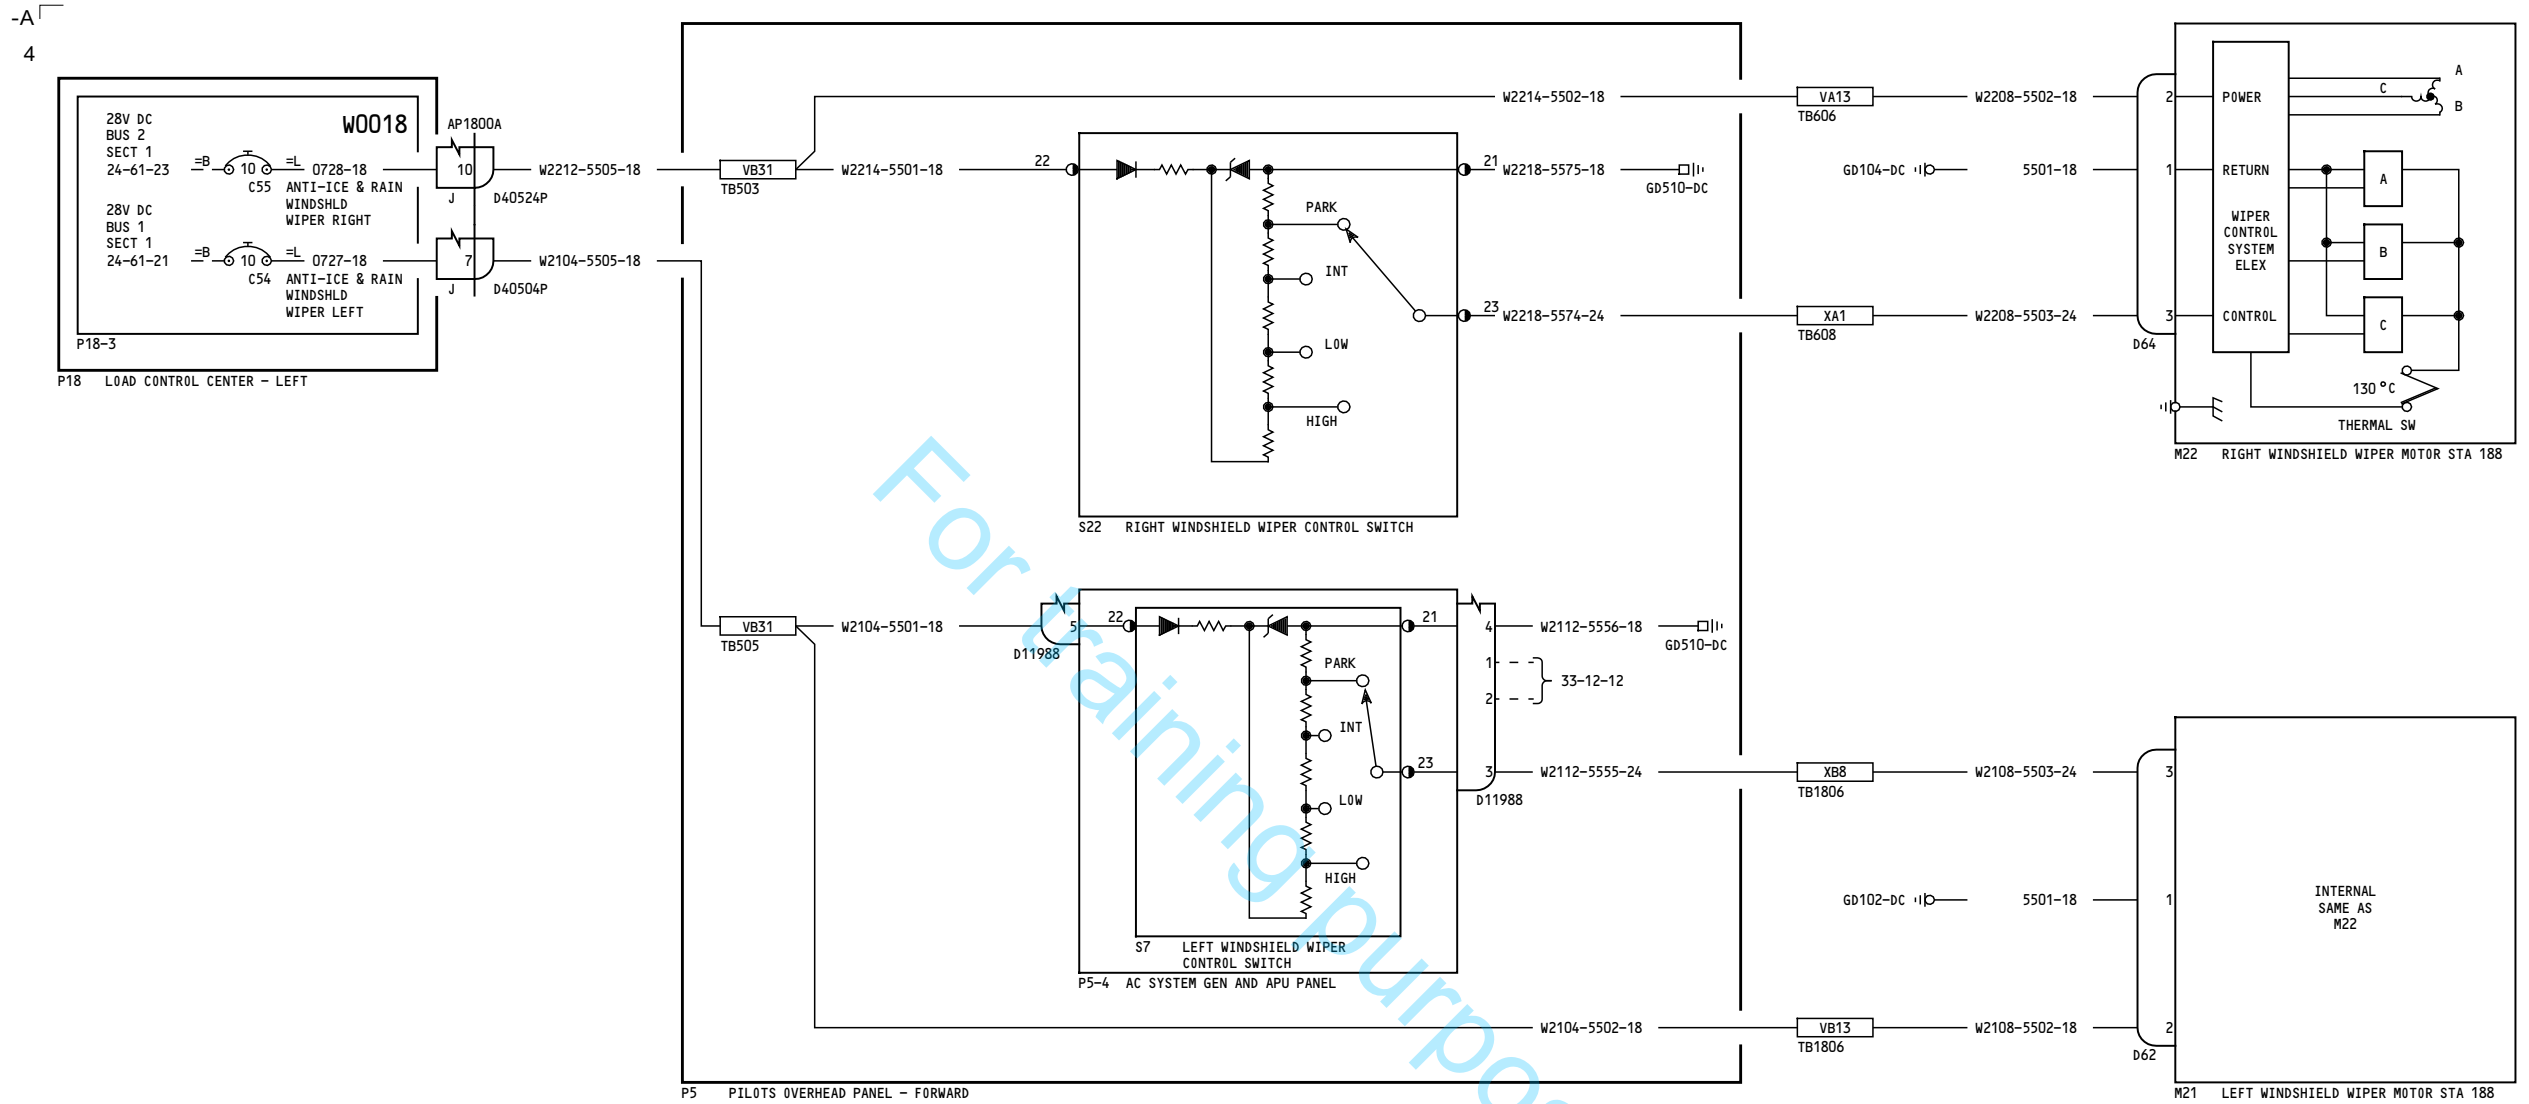 -A
4
28V DC
BUS 2
SECT 1
24-61-23
=B
10
=L
0728-18
C55
ANTI-ICE & RAIN
WINDSHLD
WIPER RIGHT
W0018
28V DC
BUS 1
SECT 1
24-61-21
=B
10
=L
0727-18
C54
ANTI-ICE & RAIN
WINDSHLD
WIPER LEFT
P18-3
P18 LOAD CONTROL CENTER - LEFT
AP1800A
10
J
D40524P
7
J
D40504P
W2212-5505-18
W2104-5505-18
VB31
TB503
W2214-5501-18
W2214-5502-18
22
21
PARK
INT
LOW
HIGH
23
S22 RIGHT WINDSHIELD WIPER CONTROL SWITCH
W2218-5575-18
GD510-DC
W2218-5574-24
VA13
TB606
XA1
TB608
W2208-5502-18
GD104-DC
5501-18
W2208-5503-24
2
1
3
D64
POWER
RETURN
WIPER
CONTROL
SYSTEM
ELEX
CONTROL
A
C
B
A
B
C
130 °C
THERMAL SW
M22 RIGHT WINDSHIELD WIPER MOTOR STA 188
VB31
TB505
W2104-5501-18
5
D11988
22
21
PARK
INT
LOW
HIGH
23
S7 LEFT WINDSHIELD WIPER
CONTROL SWITCH
P5-4 AC SYSTEM GEN AND APU PANEL
4
1
2
3
D11988
W2112-5556-18
GD510-DC
33-12-12
W2112-5555-24
W2104-5502-18
XB8
TB1806
VB13
TB1806
W2108-5503-24
GD102-DC
5501-18
W2108-5502-18
3
1
2
D62
INTERNAL
SAME AS
M22
M21 LEFT WINDSHIELD WIPER MOTOR STA 188
P5 PILOTS OVERHEAD PANEL - FORWARD
For training purpo